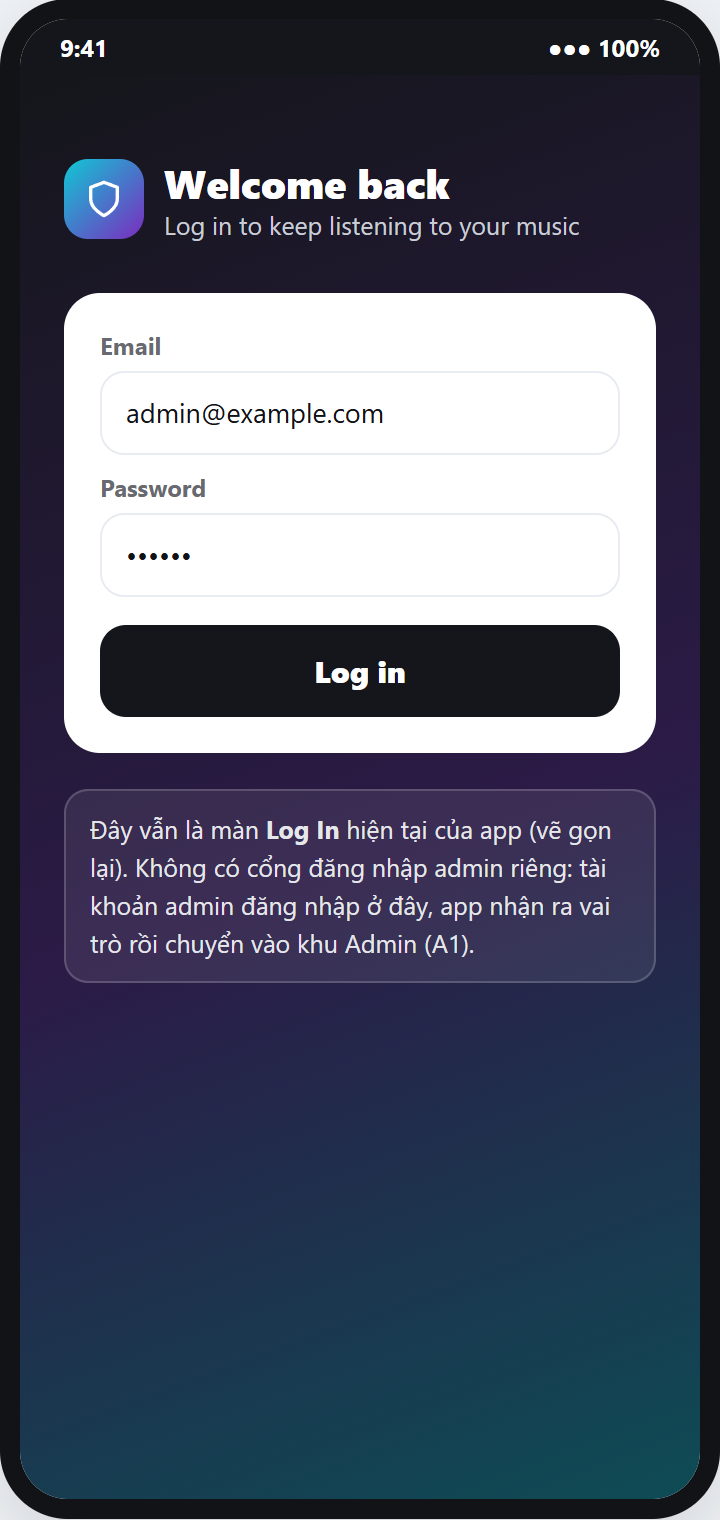 9:41
●●● 100%
Welcome back
Log in to keep listening to your music
Email
admin@example.com
Password
••••••
Log in
Đây vẫn là màn Log In hiện tại của app (vẽ gọn
lại). Không có cổng đăng nhập admin riêng: tài
khoản admin đăng nhập ở đây, app nhận ra vai
trò rồi chuyển vào khu Admin (A1).